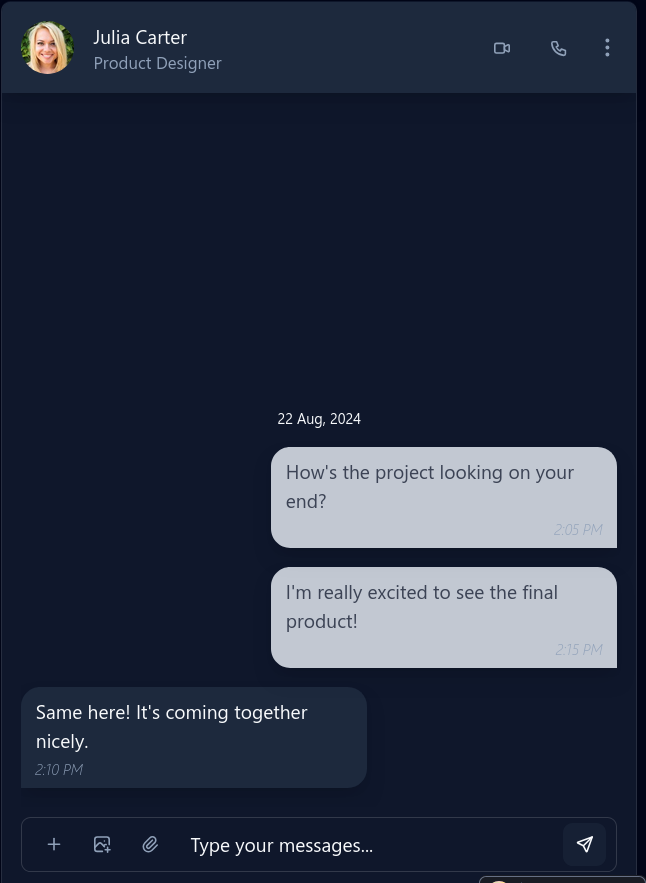 Julia Carter
Product Designer
22 Aug, 2024
How's the project looking on your
end?
2:05 PM
I'm really excited to see the final
product!
2:15 PM
Same here! It's coming together
nicely.
2:10 PM
Type your messages...